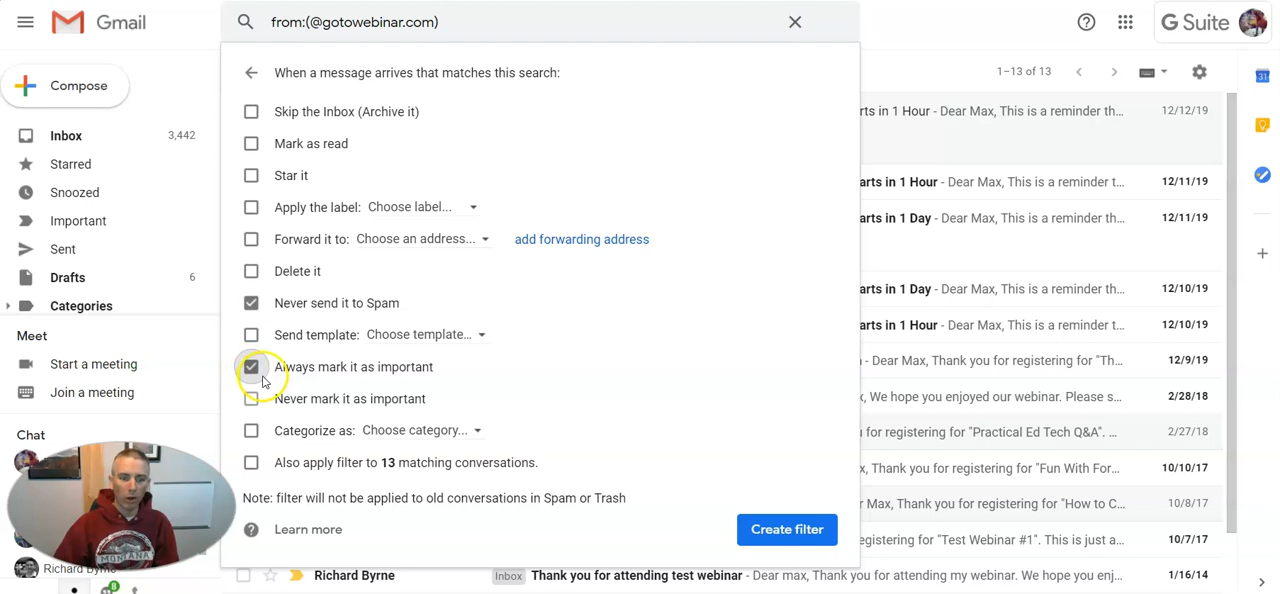 Gmail
from:(@gotowebinar.com)
G Suite
Compose
Inbox 3,442
Starred
Snoozed
Important
Sent
Drafts 6
Categories
Meet
Start a meeting
Join a meeting
Chat
Richard Byrne
8
When a message arrives that matches this search:
Skip the Inbox (Archive it)
Mark as read
Star it
Apply the label: Choose label...
Forward it to: Choose an address... add forwarding address
Delete it
Never send it to Spam
Send template: Choose template...
Always mark it as important
Never mark it as important
Categorize as: Choose category...
Also apply filter to 13 matching conversations.
Note: filter will not be applied to old conversations in Spam or Trash
Learn more
Create filter
1–13 of 13
31
rts in 1 Hour - Dear Max, This is a reminder th... 12/12/19
arts in 1 Hour - Dear Max, This is a reminder t... 12/11/19
arts in 1 Day - Dear Max, This is a reminder t... 12/11/19
arts in 1 Day - Dear Max, This is a reminder t... 12/10/19
arts in 1 Hour - Dear Max, This is a reminder t... 12/10/19
- Dear Max, Thank you for registering for "Th... 12/9/19
x, We hope you enjoyed our webinar. Please s... 2/28/18
u for registering for "Practical Ed Tech Q&A". ... 2/27/18
x, Thank you for registering for "Fun With For... 10/10/17
r Max, Thank you for registering for "How to C... 10/8/17
egistering for "Test Webinar #1". This is just a... 10/7/17
Richard Byrne Inbox Thank you for attending test webinar - Dear max, Thank you for attending my webinar. We hope you enj... 1/16/14